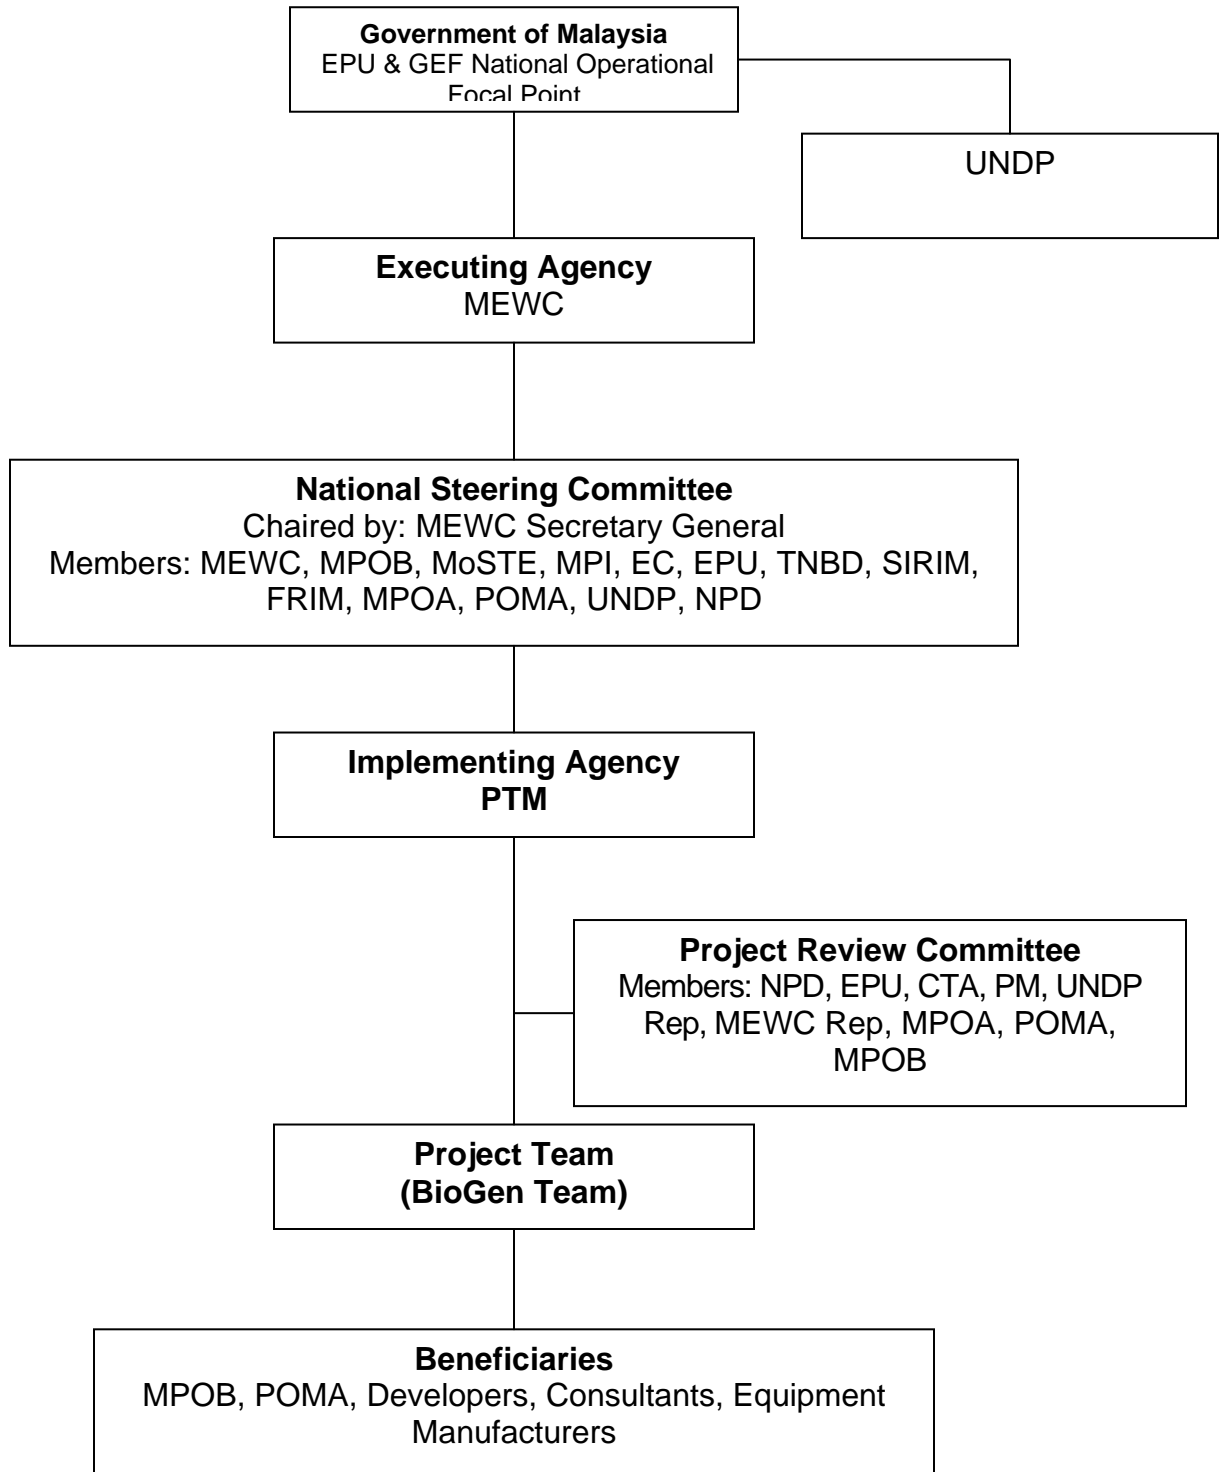 Government of Malaysia
EPU & GEF National Operational
Focal Point
UNDP
Executing Agency
MEWC
National Steering Committee
Chaired by: MEWC Secretary General
Members: MEWC, MPOB, MoSTE, MPI, EC, EPU, TNBD, SIRIM,
FRIM, MPOA, POMA, UNDP, NPD
Implementing Agency
PTM
Project Review Committee
Members: NPD, EPU, CTA, PM, UNDP
Rep, MEWC Rep, MPOA, POMA,
MPOB
Project Team
(BioGen Team)
Beneficiaries
MPOB, POMA, Developers, Consultants, Equipment
Manufacturers